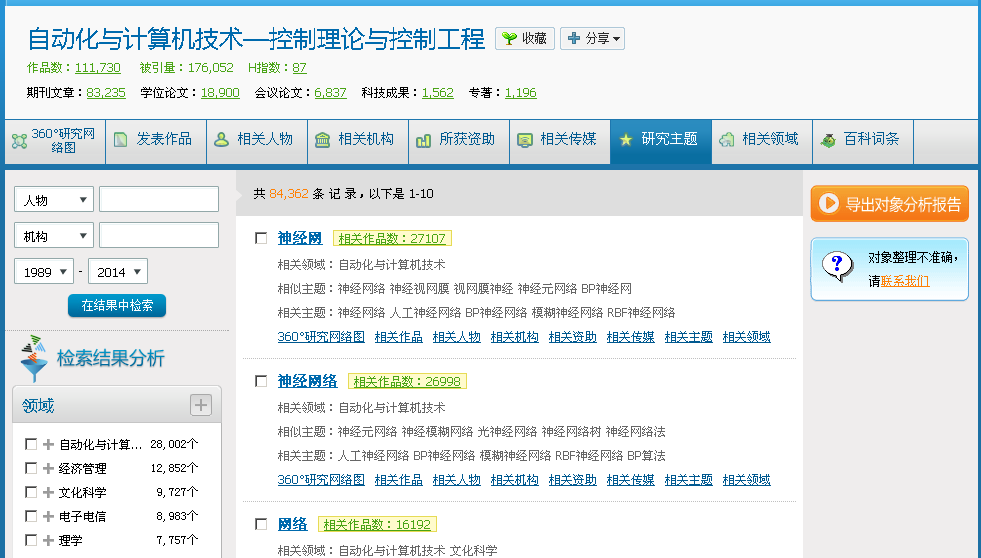 自动化与计算机技术—控制理论与控制工程 收藏 分享
作品数：111,730 被引量：176,052 H指数：87
期刊文章：83,235 学位论文：18,900 会议论文：6,837 科技成果：1,562 专著：1,196
360°研究网络图 发表作品 相关人物 相关机构 所获资助 相关传媒 研究主题 相关领域 百科词条
人物
机构
1989 - 2014
在结果中检索
检索结果分析
领域
自动化与计算... 28,002个
经济管理 12,852个
文化科学 9,727个
电子电信 8,983个
理学 7,757个
共 84,362 条 记 录，以下是 1-10
神经网 相关作品数：27107
相关领域：自动化与计算机技术
相似主题：神经网络 神经视网膜 视网膜神经 神经元网络 BP神经网
相关主题：神经网络 人工神经网络 BP神经网络 模糊神经网络 RBF神经网络
360°研究网络图 相关作品 相关人物 相关机构 相关资助 相关传媒 相关主题 相关领域
神经网络 相关作品数：26998
相关领域：自动化与计算机技术
相似主题：神经元网络 神经模糊网络 光神经网络 神经网络树 神经网络法
相关主题：人工神经网络 BP神经网络 模糊神经网络 RBF神经网络 BP算法
360°研究网络图 相关作品 相关人物 相关机构 相关资助 相关传媒 相关主题 相关领域
网络 相关作品数：16192
相关领域：自动化与计算机技术 文化科学
导出对象分析报告
对象整理不准确，
请联系我们